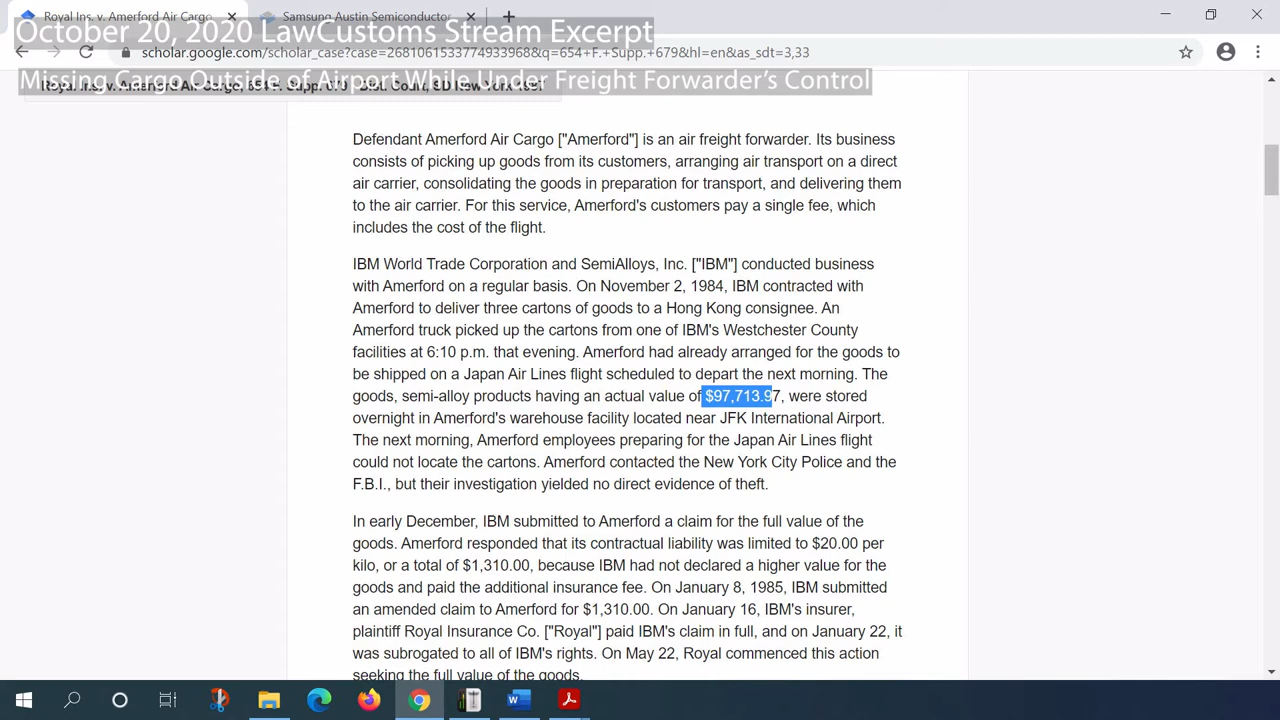 Royal Ins. v. Amerford Air Cargo
Samsung Austin Semiconductor
October 20, 2020 LawCustoms Stream Excerpt
scholar.google.com/scholar_case?case=2681061533774933968&q=654+F.+Supp.+679&hl=en&as_sdt=3,33
Missing Cargo Outside of Airport While Under Freight Forwarder's Control
Royal Ins. v. Amerford Air Cargo, 654 F. Supp. 679 - Dist. Court, SD New York 1987
Defendant Amerford Air Cargo ["Amerford"] is an air freight forwarder. Its business
consists of picking up goods from its customers, arranging air transport on a direct
air carrier, consolidating the goods in preparation for transport, and delivering them
to the air carrier. For this service, Amerford's customers pay a single fee, which
includes the cost of the flight.
IBM World Trade Corporation and SemiAlloys, Inc. ["IBM"] conducted business
with Amerford on a regular basis. On November 2, 1984, IBM contracted with
Amerford to deliver three cartons of goods to a Hong Kong consignee. An
Amerford truck picked up the cartons from one of IBM's Westchester County
facilities at 6:10 p.m. that evening. Amerford had already arranged for the goods to
be shipped on a Japan Air Lines flight scheduled to depart the next morning. The
goods, semi-alloy products having an actual value of $97,713.97, were stored
overnight in Amerford's warehouse facility located near JFK International Airport.
The next morning, Amerford employees preparing for the Japan Air Lines flight
could not locate the cartons. Amerford contacted the New York City Police and the
F.B.I., but their investigation yielded no direct evidence of theft.
In early December, IBM submitted to Amerford a claim for the full value of the
goods. Amerford responded that its contractual liability was limited to $20.00 per
kilo, or a total of $1,310.00, because IBM had not declared a higher value for the
goods and paid the additional insurance fee. On January 8, 1985, IBM submitted
an amended claim to Amerford for $1,310.00. On January 16, IBM's insurer,
plaintiff Royal Insurance Co. ["Royal"] paid IBM's claim in full, and on January 22, it
was subrogated to all of IBM's rights. On May 22, Royal commenced this action
seeking the full value of the goods.